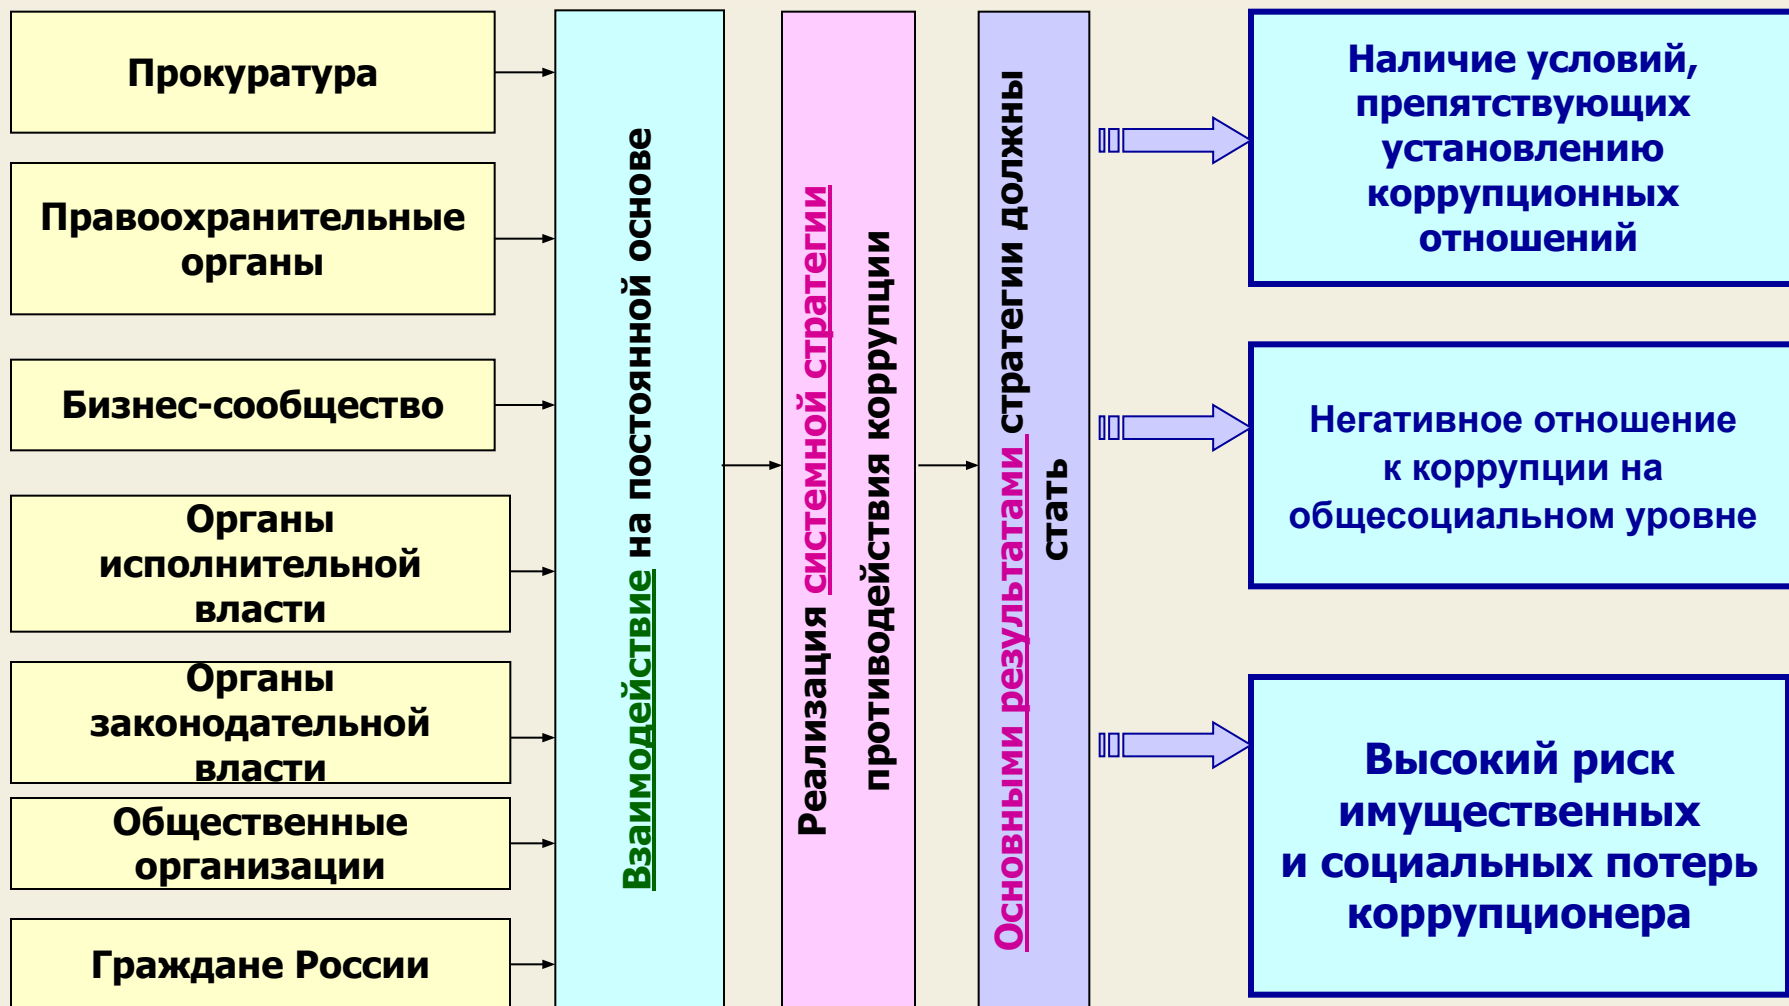 Прокуратура
Правоохранительные
органы
Бизнес-сообщество
Органы
исполнительной
власти
Органы
законодательной
власти
Общественные
организации
Граждане России
Взаимодействие на постоянной основе
Реализация системной стратегии
противодействия коррупции
Основными результатами стратегии должны
стать
Наличие условий,
препятствующих
установлению
коррупционных
отношений
Негативное отношение
к коррупции на
общесоциальном уровне
Высокий риск
имущественных
и социальных потерь
коррупционера